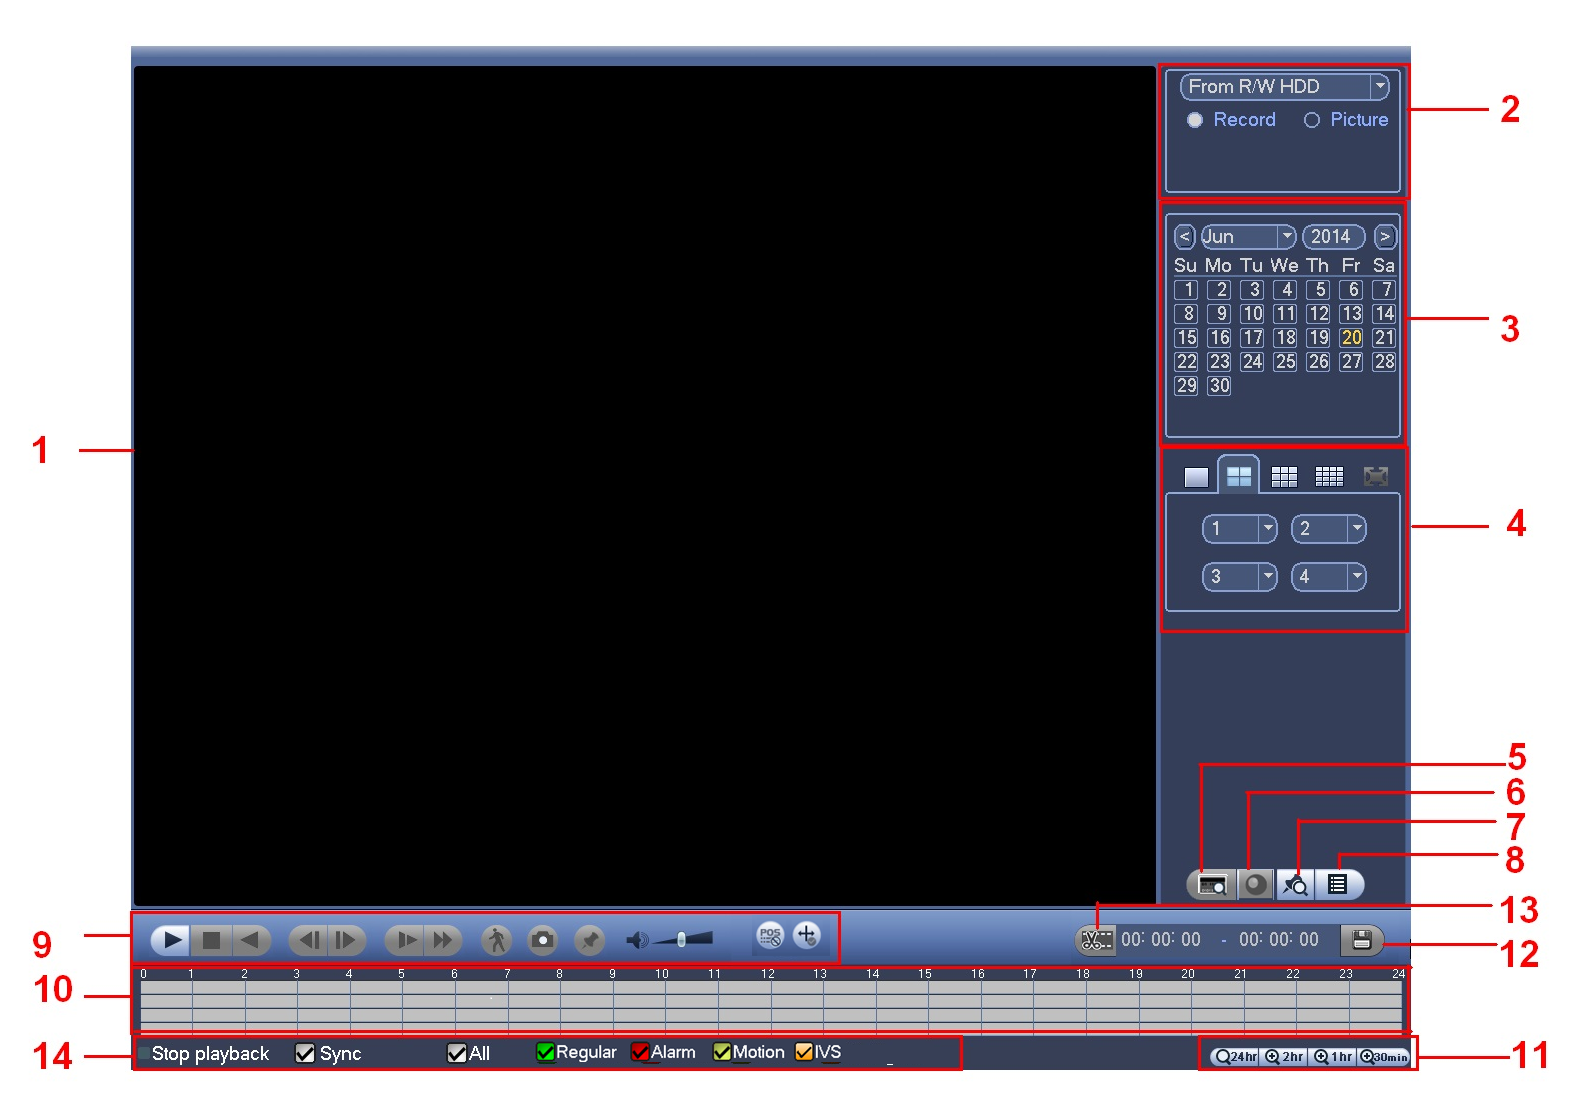 From R/W HDD
Record Picture
2
< Jun 2014 >
Su Mo Tu We Th Fr Sa
1 2 3 4 5 6 7
8 9 10 11 12 13 14
15 16 17 18 19 20 21
22 23 24 25 26 27 28
29 30
3
1
1 2
3 4
4
5
6
7
8
13
9
POS
00: 00: 00 - 00: 00: 00
12
0 1 2 3 4 5 6 7 8 9 10 11 12 13 14 15 16 17 18 19 20 21 22 23 24
10
14
Stop playback Sync All Regular Alarm Motion IVS
24hr 2hr 1hr 30min
11